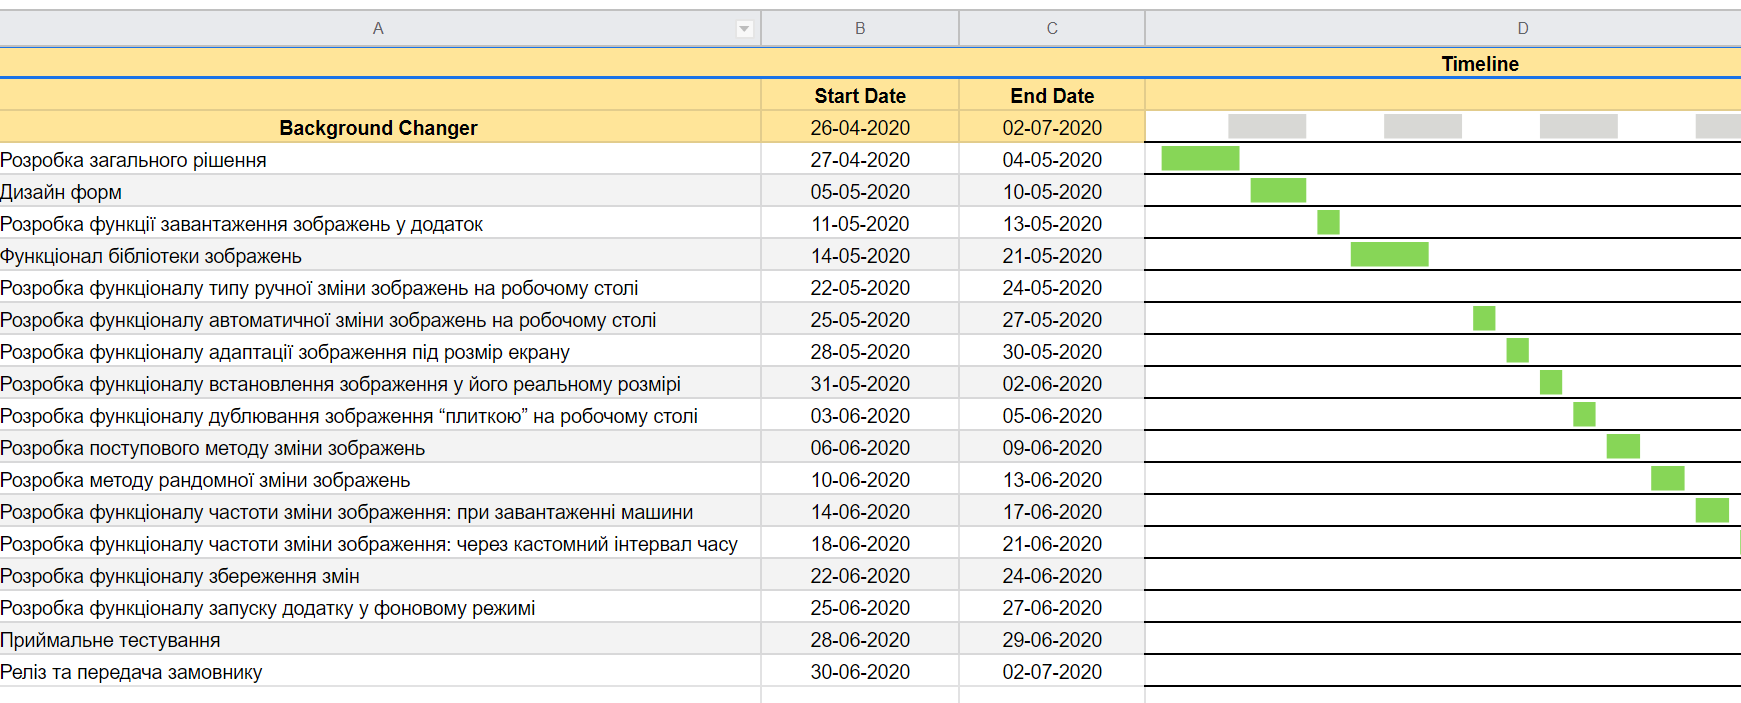 A B C D
Timeline
Start Date End Date
Background Changer 26-04-2020 02-07-2020
Розробка загального рішення 27-04-2020 04-05-2020
Дизайн форм 05-05-2020 10-05-2020
Розробка функції завантаження зображень у додаток 11-05-2020 13-05-2020
Функціонал бібліотеки зображень 14-05-2020 21-05-2020
Розробка функціоналу типу ручної зміни зображень на робочому столі 22-05-2020 24-05-2020
Розробка функціоналу автоматичної зміни зображень на робочому столі 25-05-2020 27-05-2020
Розробка функціоналу адаптації зображення під розмір екрану 28-05-2020 30-05-2020
Розробка функціоналу встановлення зображення у його реальному розмірі 31-05-2020 02-06-2020
Розробка функціоналу дублювання зображення “плиткою” на робочому столі 03-06-2020 05-06-2020
Розробка поступового методу зміни зображень 06-06-2020 09-06-2020
Розробка методу рандомної зміни зображень 10-06-2020 13-06-2020
Розробка функціоналу частоти зміни зображення: при завантаженні машини 14-06-2020 17-06-2020
Розробка функціоналу частоти зміни зображення: через кастомний інтервал часу 18-06-2020 21-06-2020
Розробка функціоналу збереження змін 22-06-2020 24-06-2020
Розробка функціоналу запуску додатку у фоновому режимі 25-06-2020 27-06-2020
Приймальне тестування 28-06-2020 29-06-2020
Реліз та передача замовнику 30-06-2020 02-07-2020